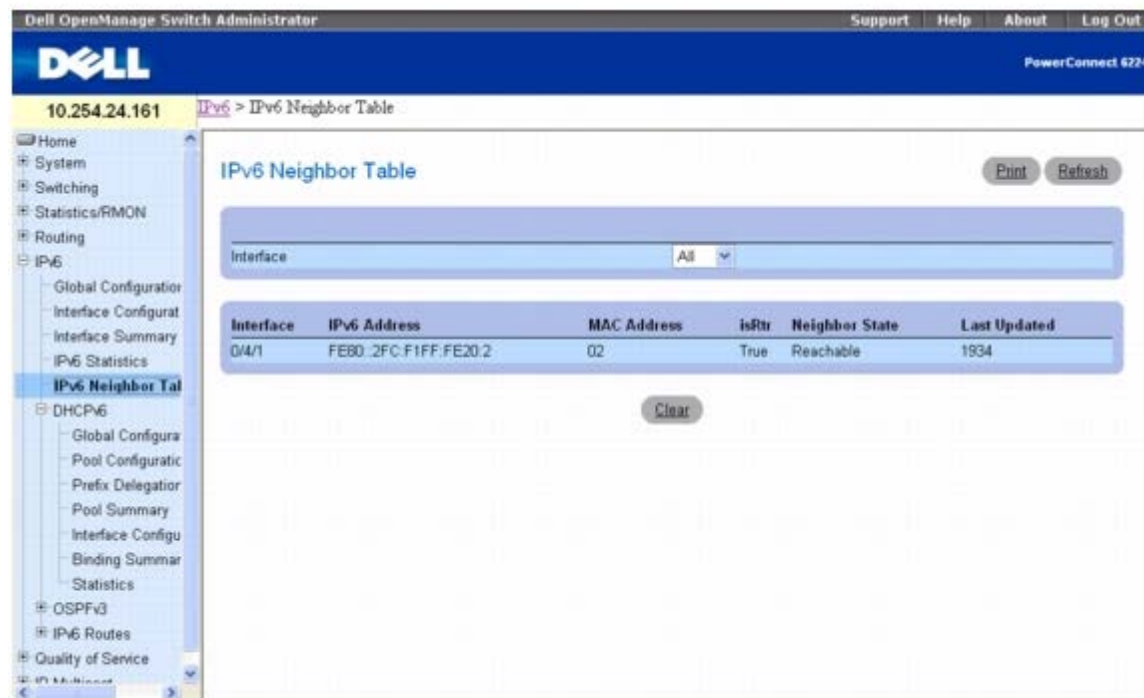 Dell OpenManage Switch Administrator Support Help About Log Out
DELL
PowerConnect 622
10.254.24.161
IPv6 > IPv6 Neighbor Table
Home
System
Switching
Statistics/RMON
Routing
IPv6
Global Configuration
Interface Configurat
Interface Summary
IPv6 Statistics
IPv6 Neighbor Tal
DHCPv6
Global Configura
Pool Configuratic
Prefix Delegation
Pool Summary
Interface Configu
Binding Summar
Statistics
OSPFv3
IPv6 Routes
Quality of Service
IPv6 Neighbor Table
Print Refresh
Interface All
Interface IPv6 Address MAC Address isRtr Neighbor State Last Updated
0/4/1 FE80::2FC:F1FF:FE20:2 02 True Reachable 1934
Clear